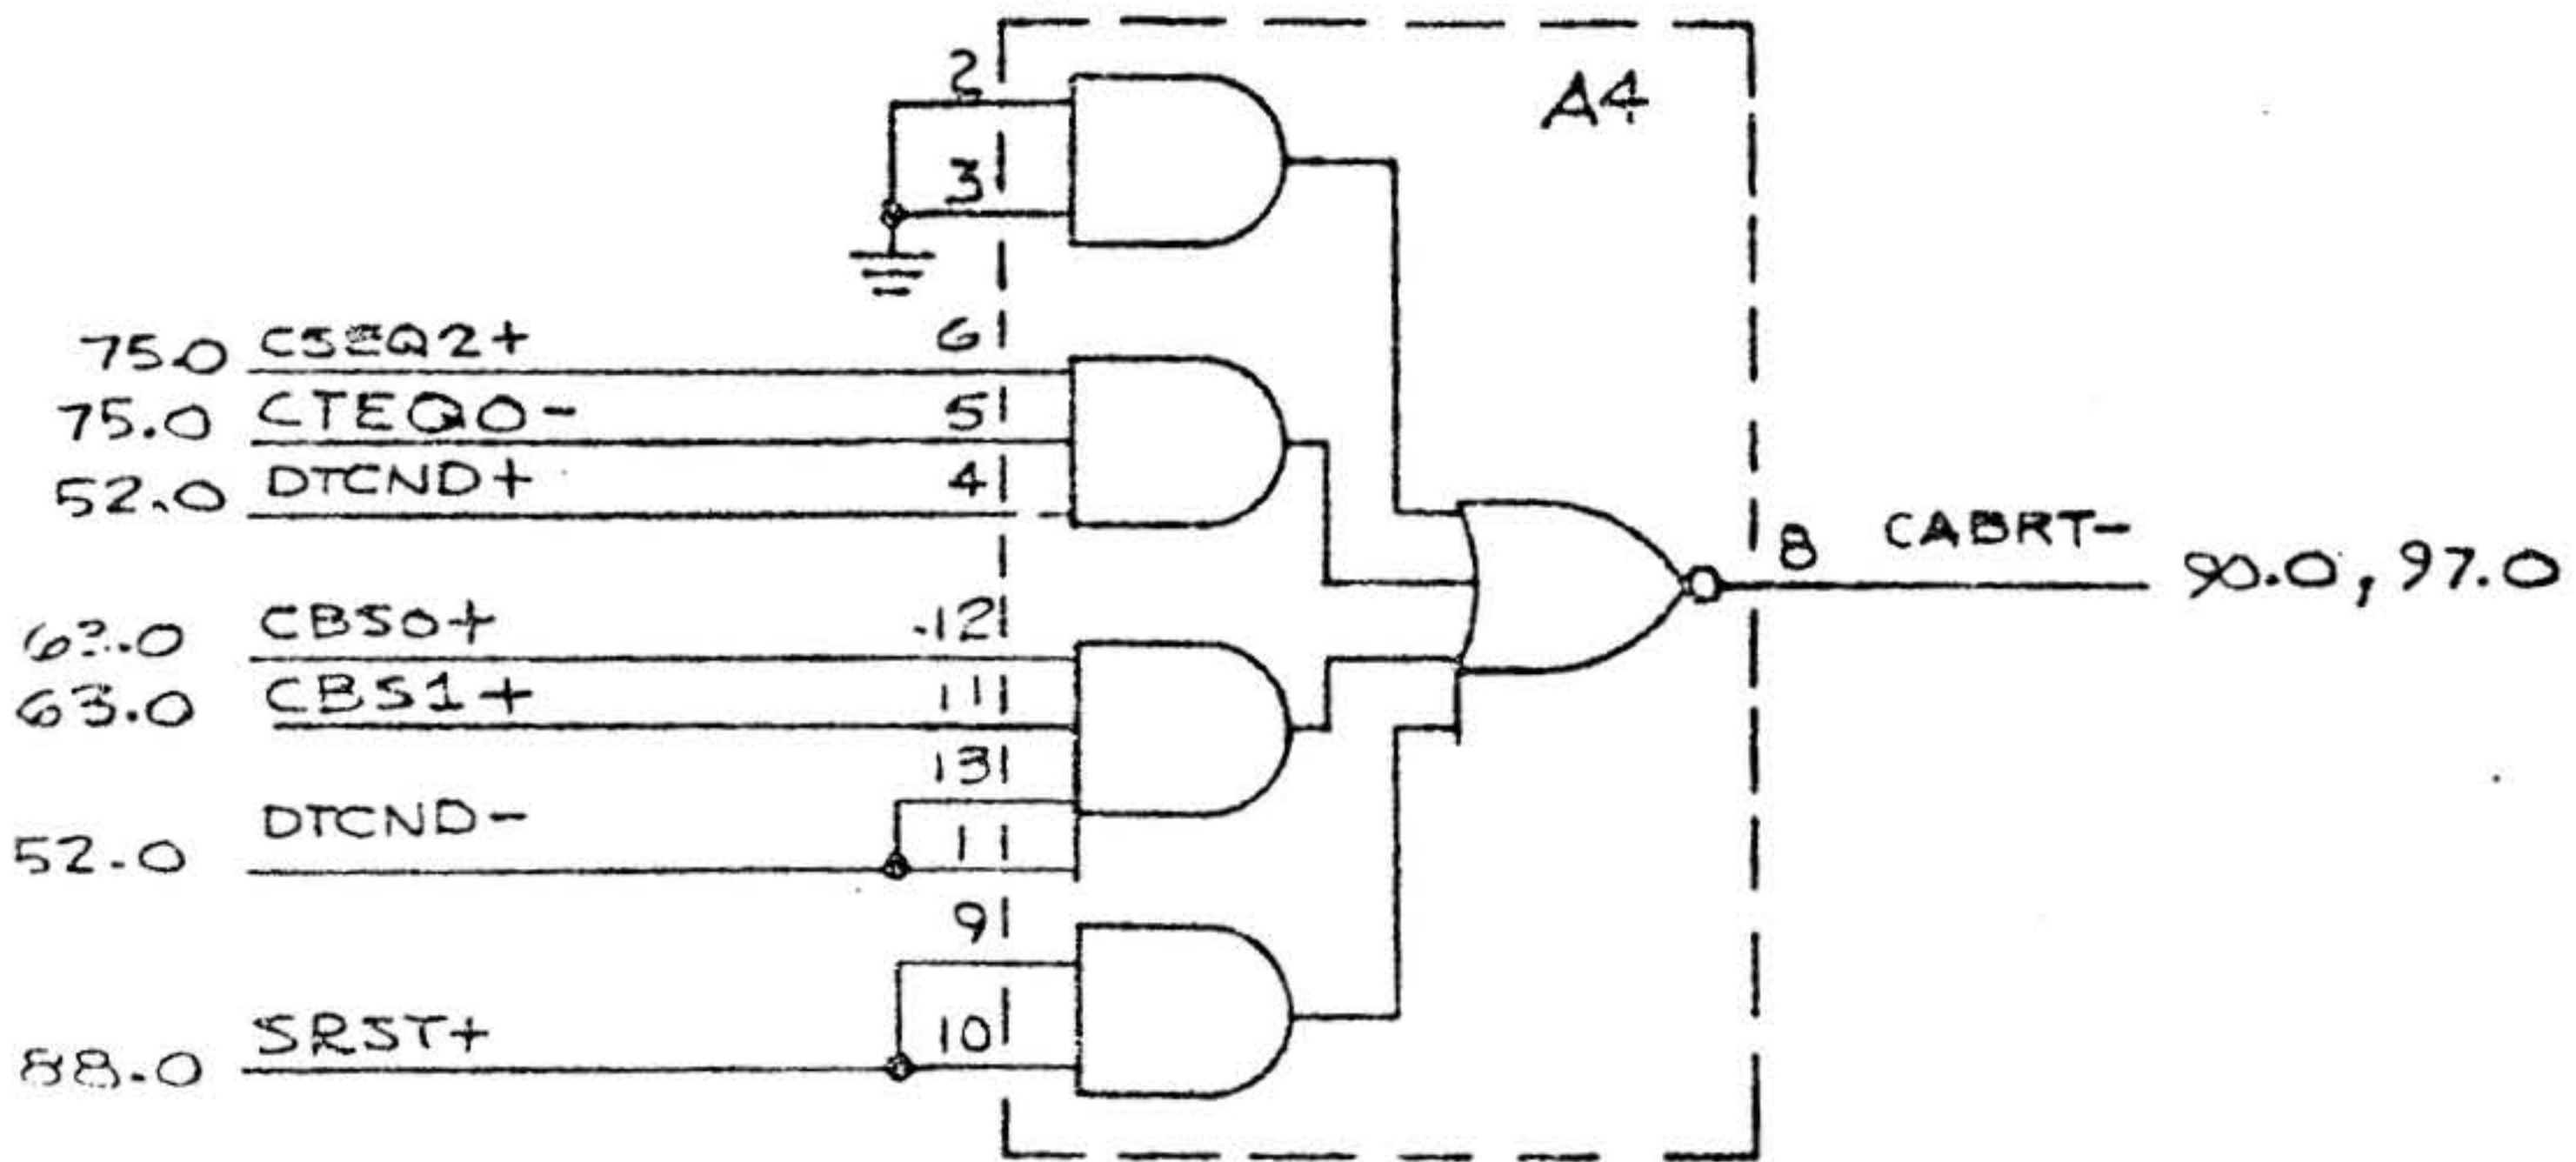 A4
2
3
75.0 CSEQ2+ 6
75.0 CTEQ0- 5
52.0 DTCND+ 4
8 CABRT- 90.0, 97.0
CBS0+ 12
63.0 CBS1+ 11
13
52.0 DTCND- 1
9
88.0 SRST+ 10